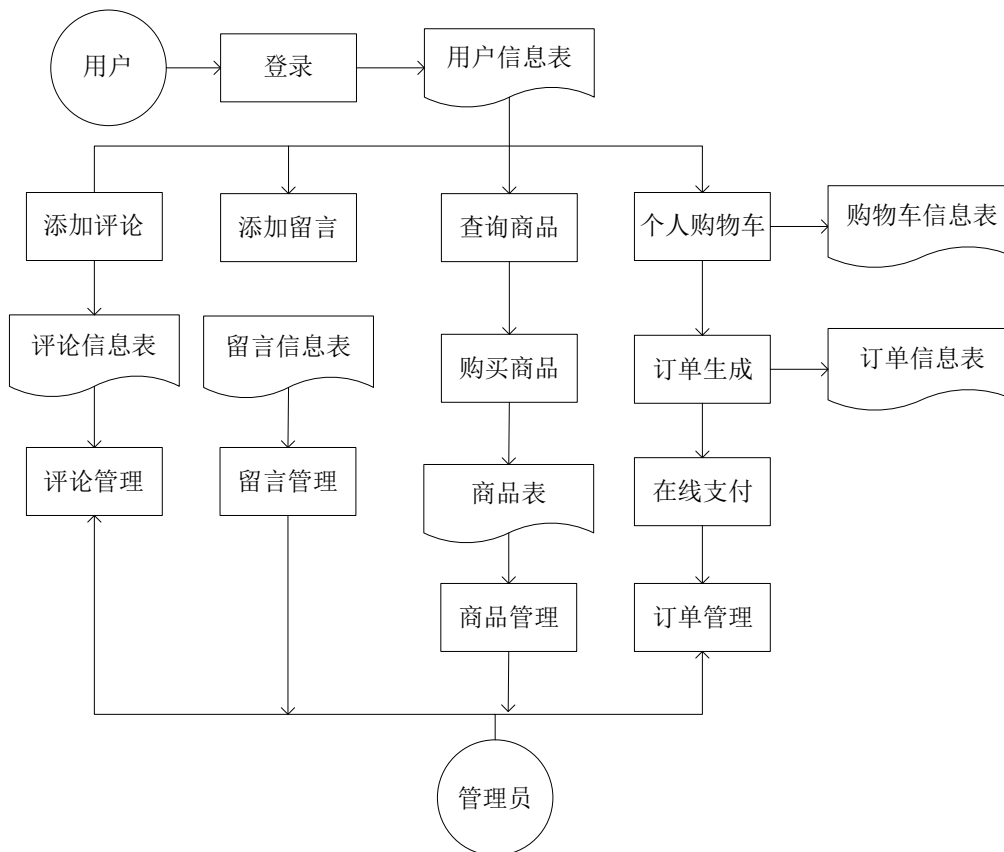 用户
登录
用户信息表
添加评论
添加留言
查询商品
个人购物车
购物车信息表
评论信息表
留言信息表
购买商品
订单生成
订单信息表
评论管理
留言管理
商品表
在线支付
商品管理
订单管理
管理员